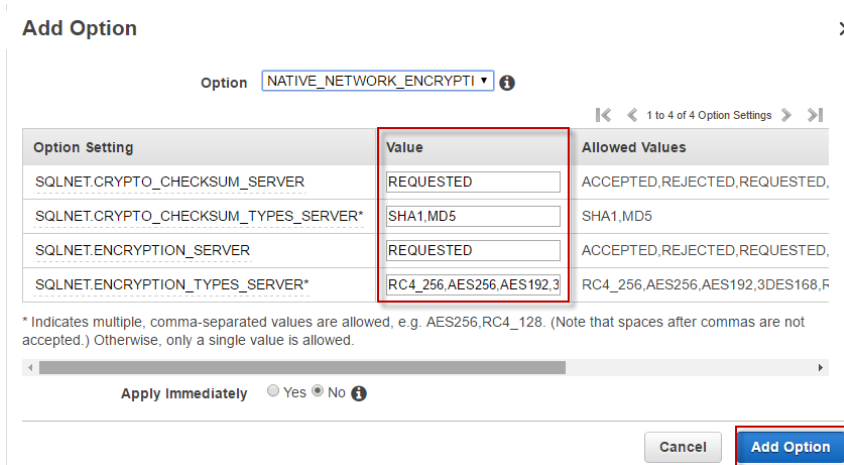 Add Option
Option NATIVE_NETWORK_ENCRYPTI
1 to 4 of 4 Option Settings
Option Setting Value Allowed Values
SQLNET.CRYPTO_CHECKSUM_SERVER REQUESTED ACCEPTED,REJECTED,REQUESTED,
SQLNET.CRYPTO_CHECKSUM_TYPES_SERVER* SHA1,MD5 SHA1,MD5
SQLNET.ENCRYPTION_SERVER REQUESTED ACCEPTED,REJECTED,REQUESTED,
SQLNET.ENCRYPTION_TYPES_SERVER* RC4_256,AES256,AES192,3 RC4_256,AES256,AES192,3DES168,R
* Indicates multiple, comma-separated values are allowed, e.g. AES256,RC4_128. (Note that spaces after commas are not
accepted.) Otherwise, only a single value is allowed.
Apply Immediately Yes No
Cancel Add Option